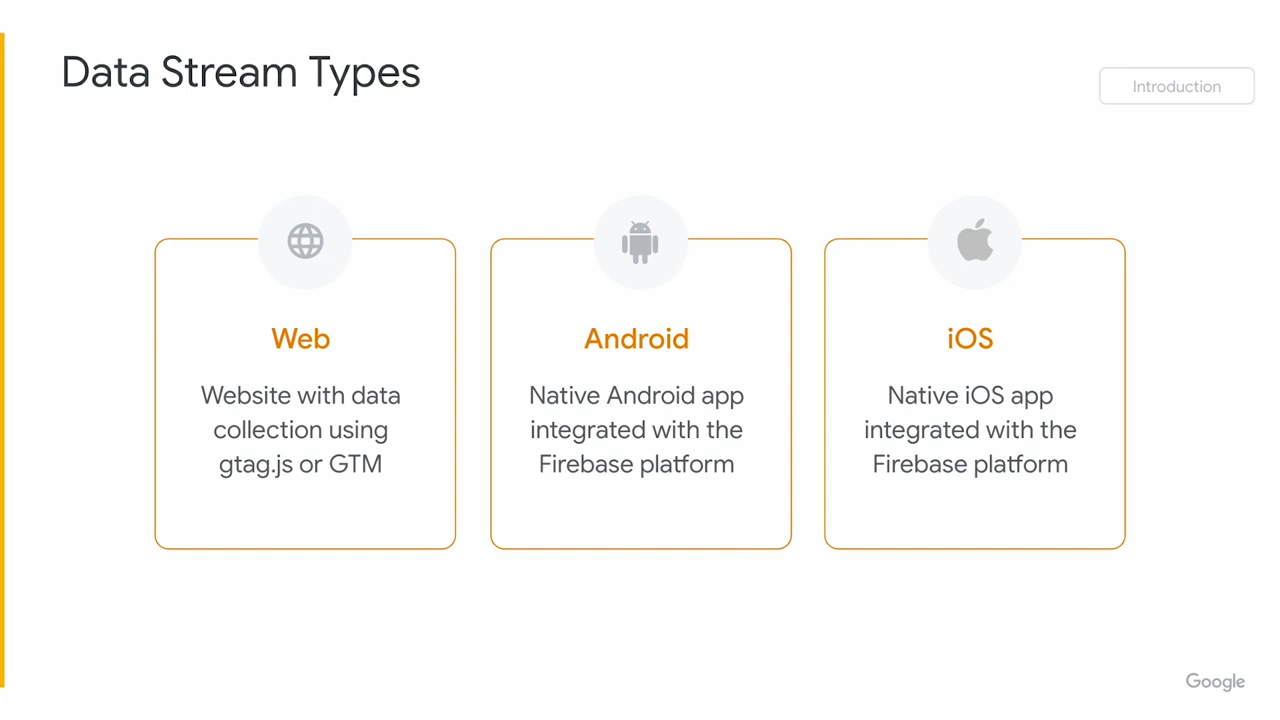 Data Stream Types
Introduction
Web
Website with data
collection using
gtag.js or GTM
Android
Native Android app
integrated with the
Firebase platform
iOS
Native iOS app
integrated with the
Firebase platform
Google